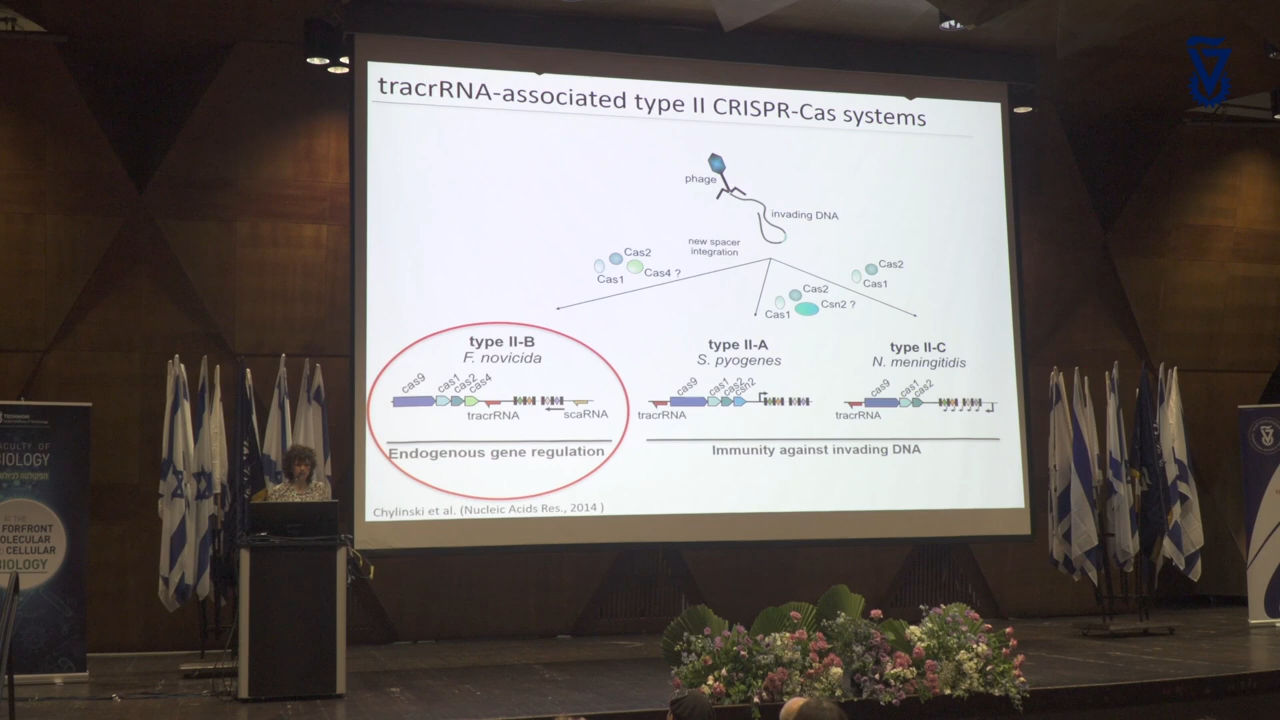 tracrRNA-associated type II CRISPR-Cas systems
phage
invading DNA
new spacer
integration
Cas2
Cas1
Cas4 ?
Cas2
Cas1
Csn2 ?
Cas2
Cas1
type II-B
F. novicida
cas9
cas1
cas2
cas4
tracrRNA
scaRNA
Endogenous gene regulation
type II-A
S. pyogenes
cas9
cas1
cas2
csn2
tracrRNA
type II-C
N. meningitidis
cas9
cas1
cas2
tracrRNA
Immunity against invading DNA
Chylinski et al. (Nucleic Acids Res., 2014 )
TECHNION
BIOLOGY
AT THE
FORFRONT
CELLULAR
BIOLOGY